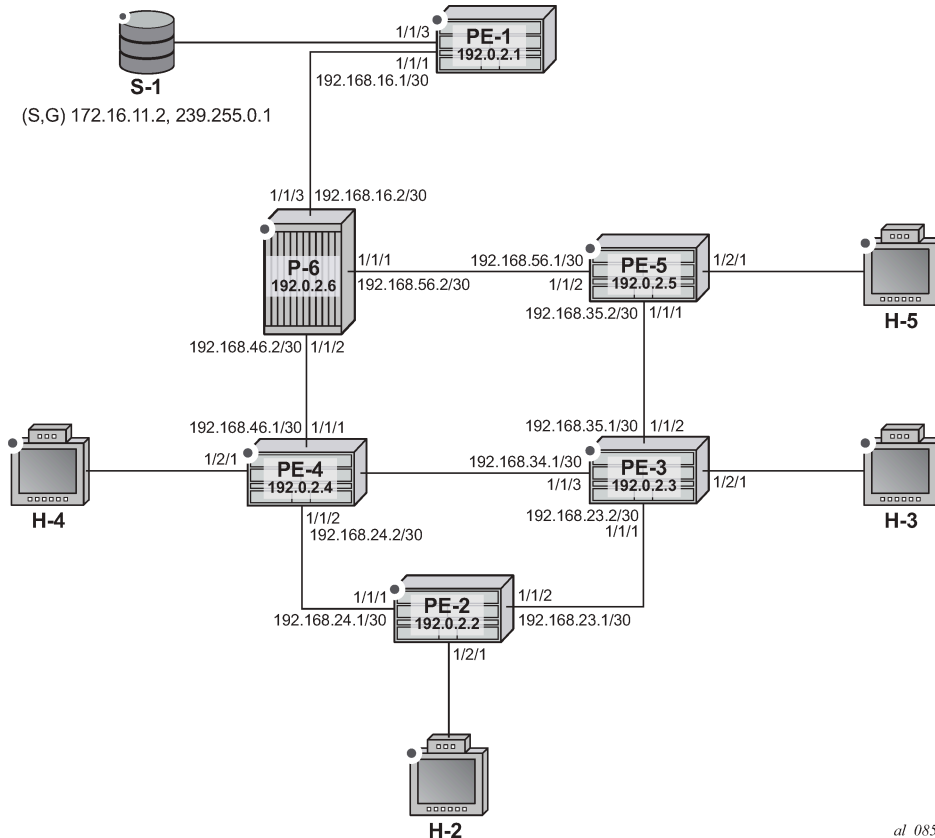 1/1/3
PE-1
192.0.2.1
1/1/1
192.168.16.1/30
S-1
(S,G) 172.16.11.2, 239.255.0.1
1/1/3
192.168.16.2/30
P-6
192.0.2.6
1/1/1
192.168.56.2/30
192.168.56.1/30
1/1/2
PE-5
192.0.2.5
1/2/1
H-5
192.168.35.2/30
1/1/1
192.168.46.2/30
1/1/2
192.168.46.1/30
1/1/1
192.168.35.1/30
1/1/2
1/2/1
PE-4
192.0.2.4
192.168.34.1/30
1/1/3
PE-3
192.0.2.3
1/2/1
H-4
H-3
1/1/2
192.168.24.2/30
192.168.23.2/30
1/1/1
1/1/1
192.168.24.1/30
PE-2
192.0.2.2
1/1/2
192.168.23.1/30
1/2/1
H-2
al_085